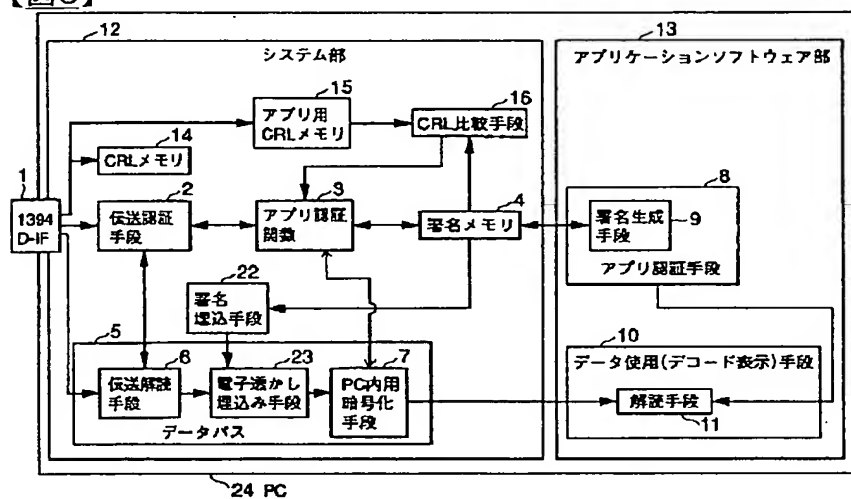 12
13
システム部
アプリケーションソフトウェア部
15
16
アプリ用
CRLメモリ
CRL比較手段
14
CRLメモリ
1
2
3
4
8
1394
D-IF
伝送認証
手段
アプリ認証
関数
署名メモリ
署名生成
手段
9
アプリ認証手段
22
署名
埋込手段
5
6
23
7
10
伝送解読
手段
電子透かし
埋込み手段
PC内用
暗号化
手段
データパス
データ使用(デコード表示)手段
解読手段
11
24 PC